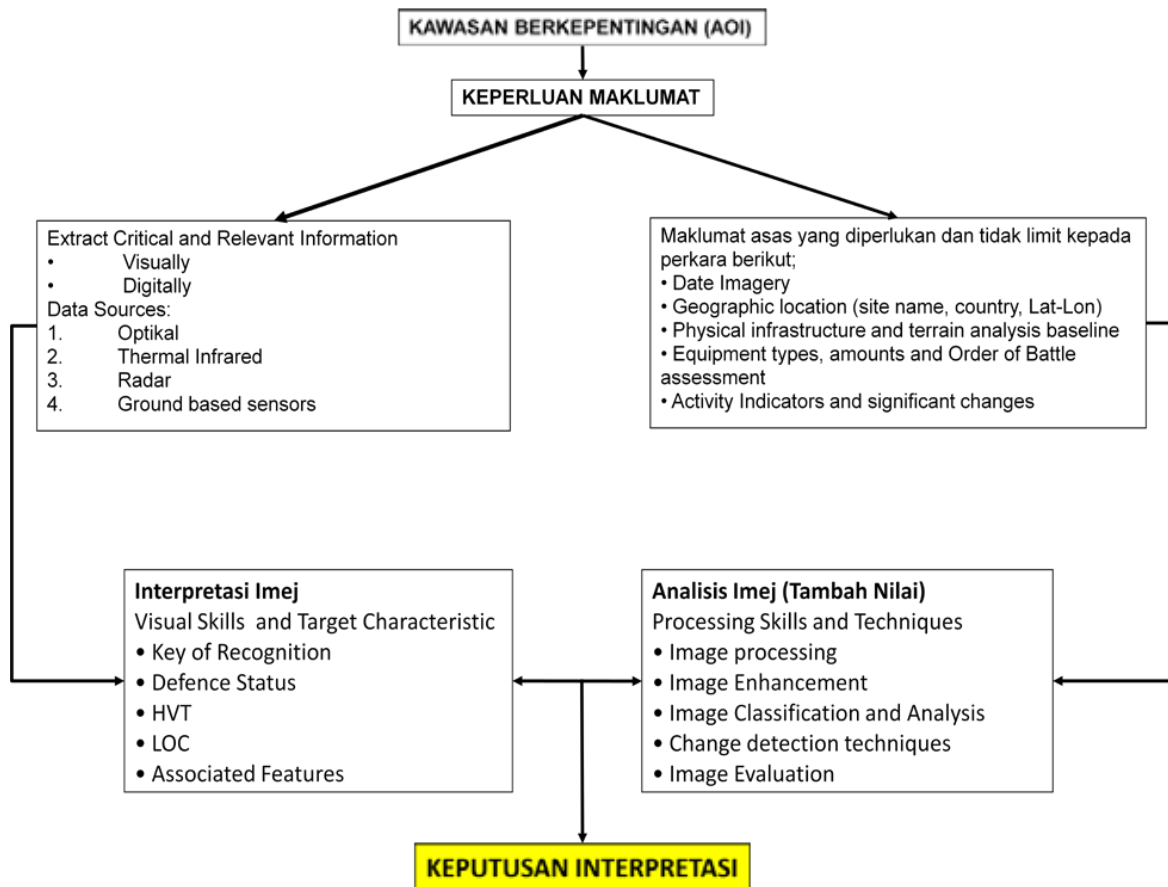 KAWASAN BERKEPENTINGAN (AOI)
KEPERLUAN MAKLUMAT
Extract Critical and Relevant Information
• Visually
• Digitally
Data Sources:
1. Optikal
2. Thermal Infrared
3. Radar
4. Ground based sensors
Maklumat asas yang diperlukan dan tidak limit kepada
perkara berikut;
• Date Imagery
• Geographic location (site name, country, Lat-Lon)
• Physical infrastructure and terrain analysis baseline
• Equipment types, amounts and Order of Battle
assessment
• Activity Indicators and significant changes
Interpretasi Imej
Visual Skills and Target Characteristic
• Key of Recognition
• Defence Status
• HVT
• LOC
• Associated Features
Analisis Imej (Tambah Nilai)
Processing Skills and Techniques
• Image processing
• Image Enhancement
• Image Classification and Analysis
• Change detection techniques
• Image Evaluation
KEPUTUSAN INTERPRETASI